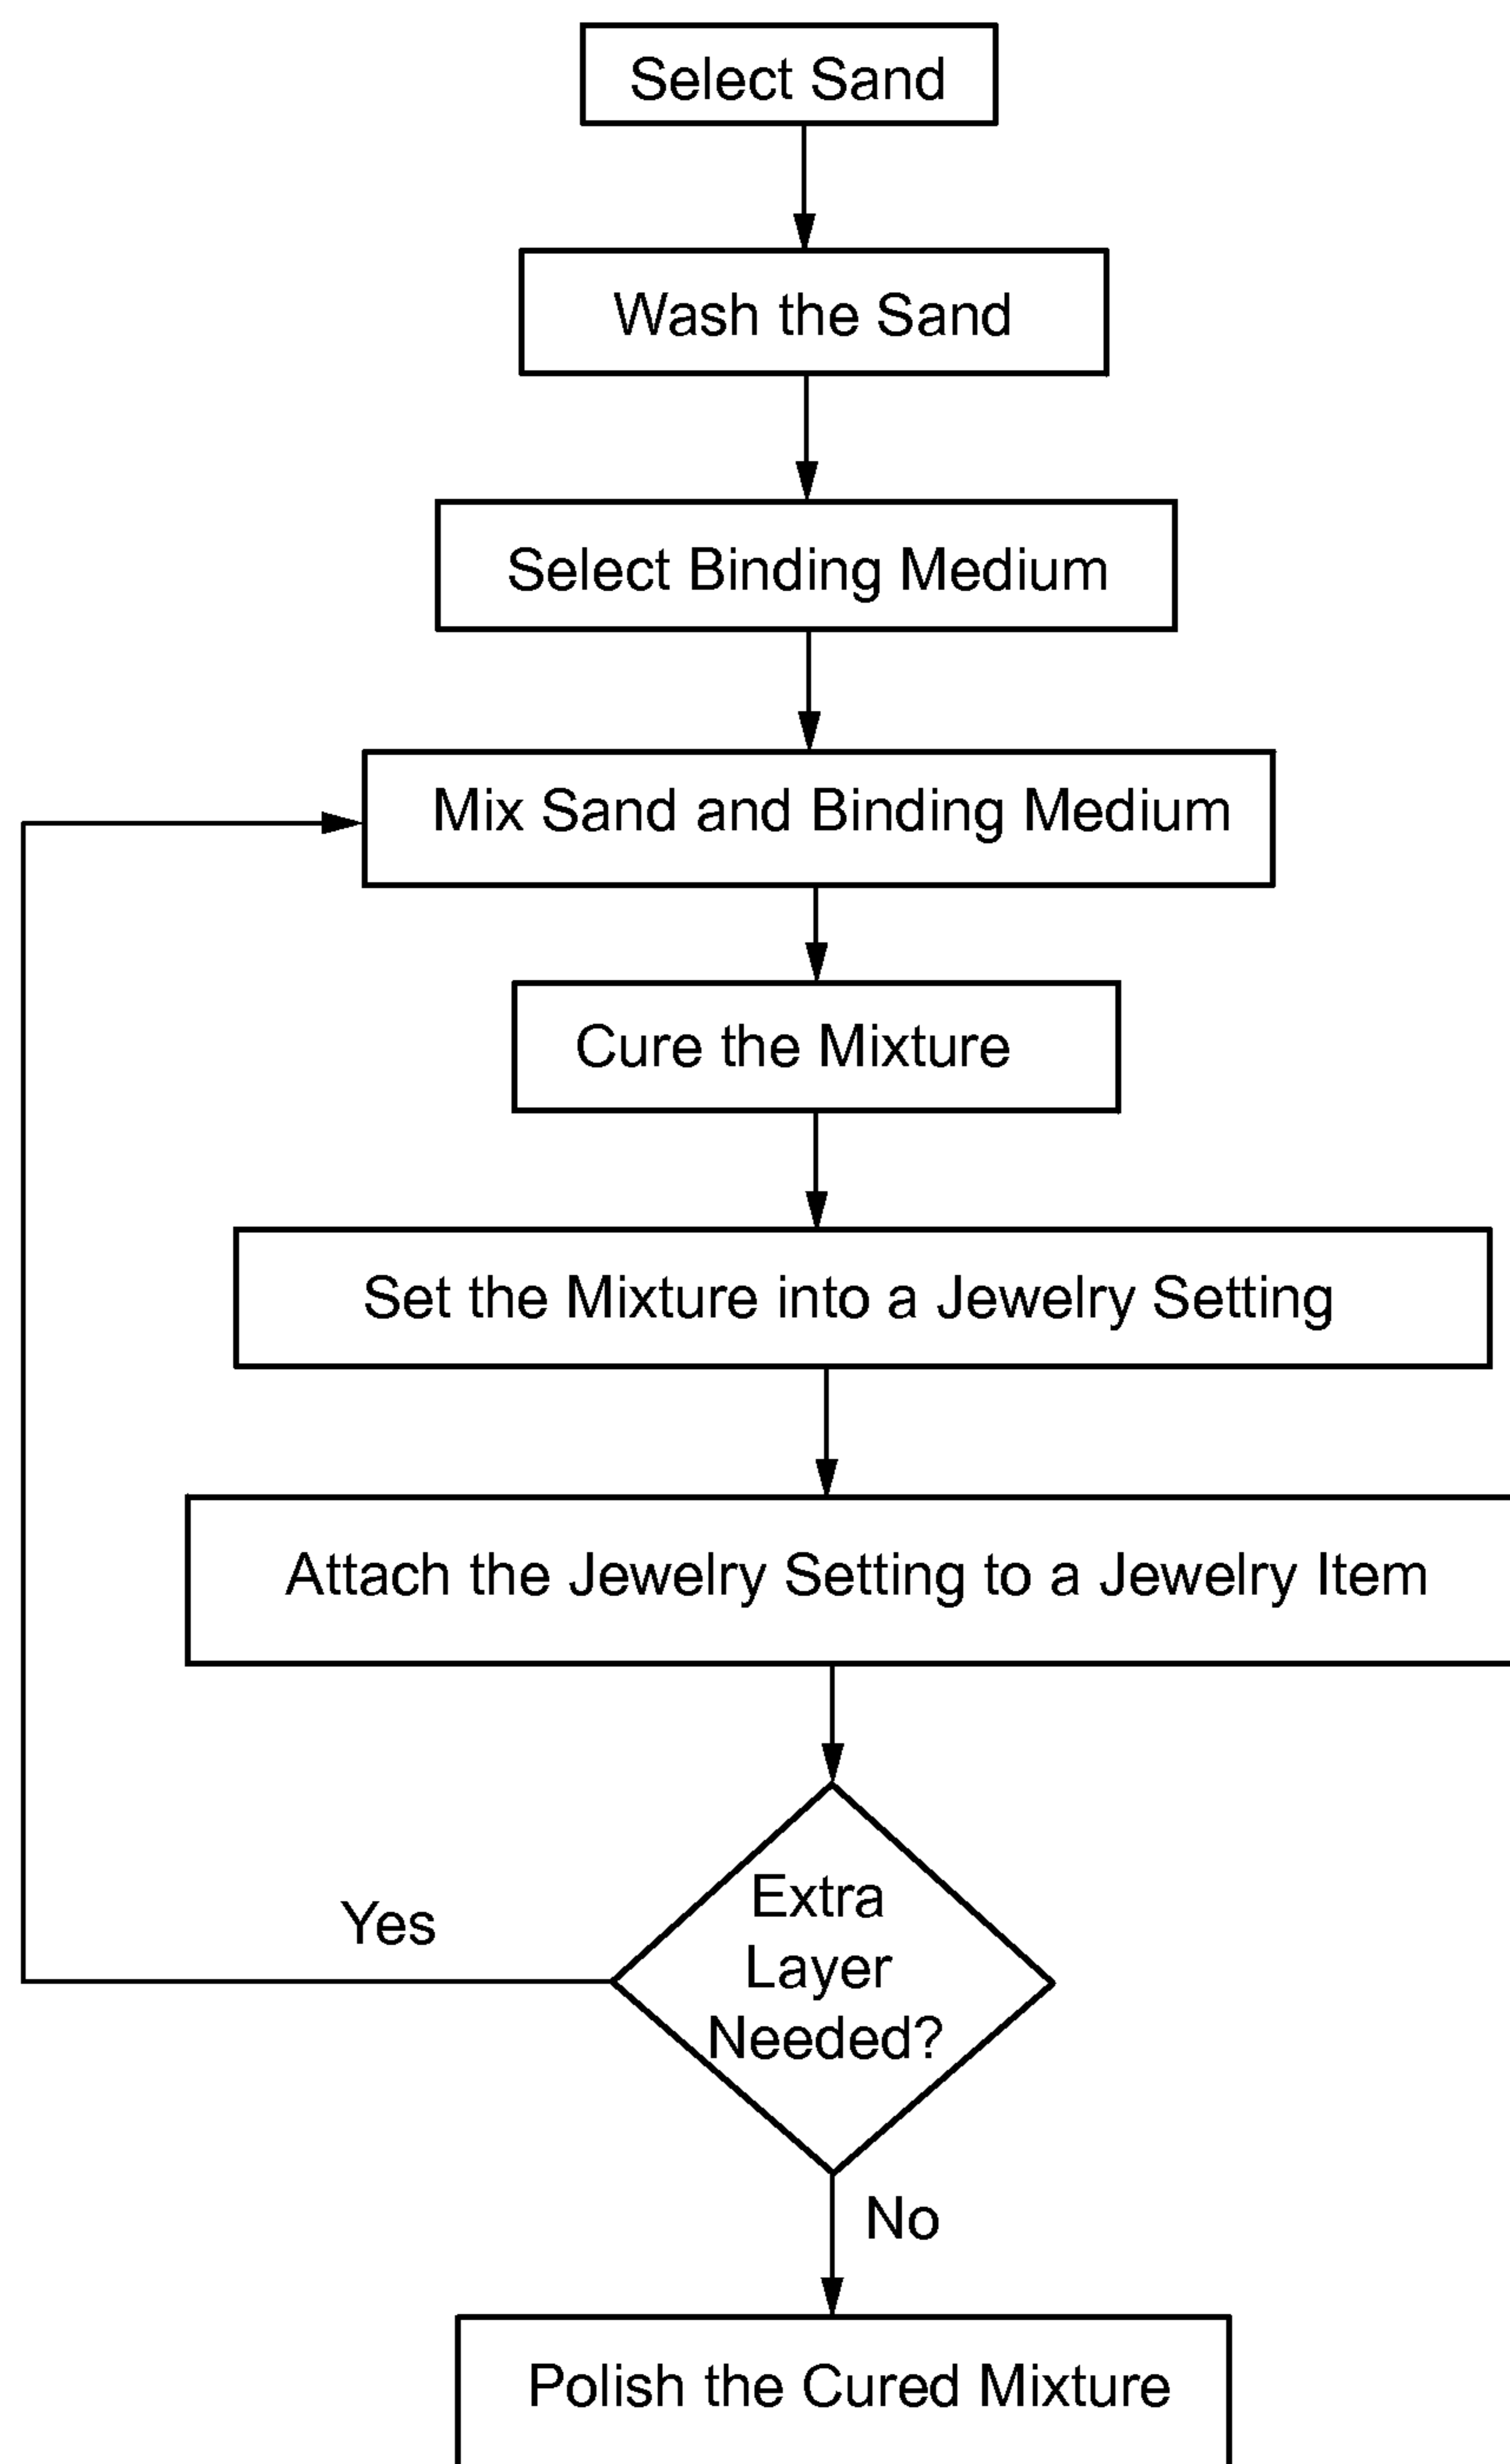 Select Sand
Wash the Sand
Select Binding Medium
Mix Sand and Binding Medium
Cure the Mixture
Set the Mixture into a Jewelry Setting
Attach the Jewelry Setting to a Jewelry Item
Extra
Layer
Needed?
Yes
No
Polish the Cured Mixture